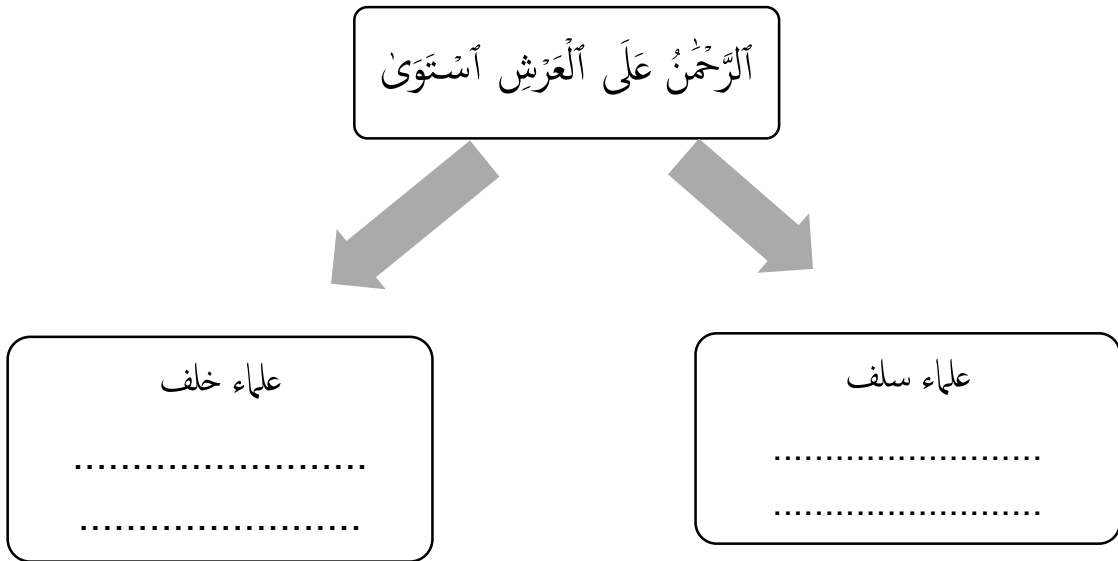 ٱلرَّحْمَٰنُ عَلَى ٱلْعَرْشِ ٱسْتَوَىٰ
علماء سلف
..........................
..........................
علماء خلف
.........................
........................